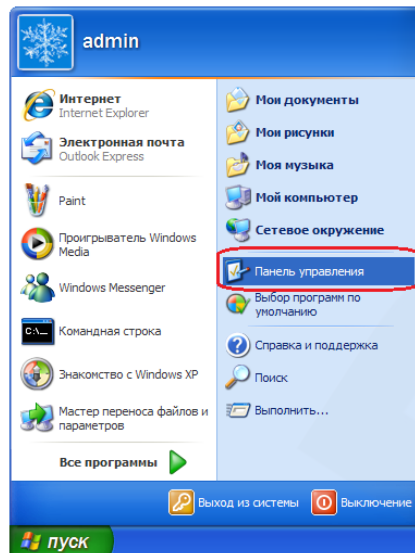 admin
Интернет
Internet Explorer
Электронная почта
Outlook Express
Paint
Проигрыватель Windows
Media
Windows Messenger
C:\_
Командная строка
Знакомство с Windows XP
Мастер переноса файлов и
параметров
Все программы
Мои документы
Мои рисунки
Моя музыка
Мой компьютер
Сетевое окружение
Панель управления
Выбор программ по
умолчанию
Справка и поддержка
Поиск
Выполнить...
Выход из системы
Выключение
пуск